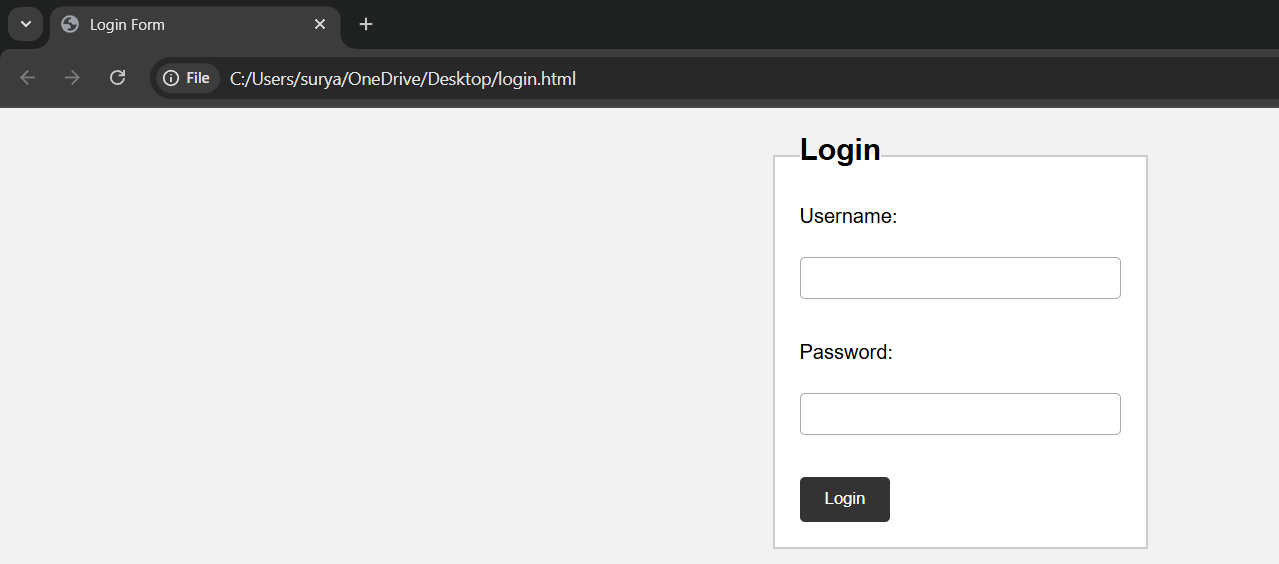 Login Form
File C:/Users/surya/OneDrive/Desktop/login.html
Login
Username:
Password:
Login